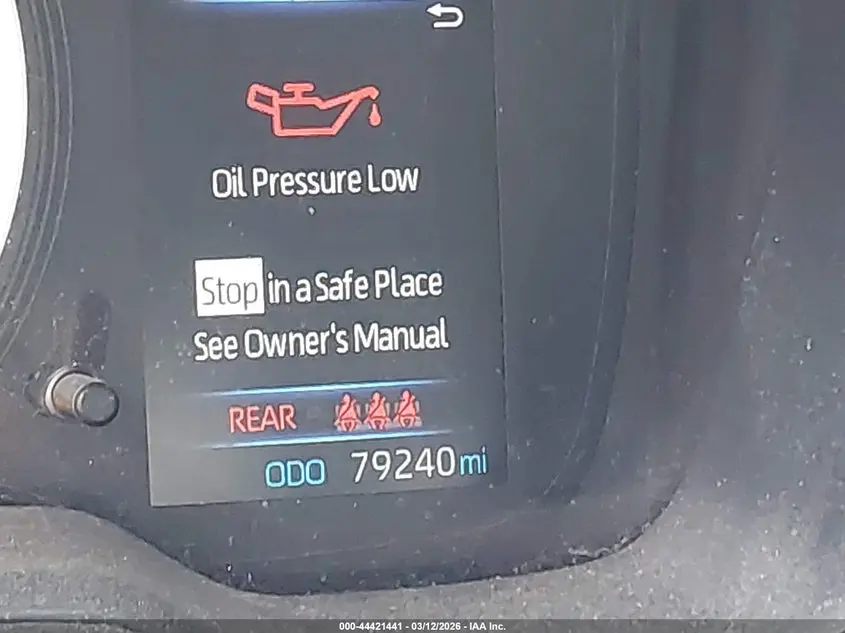 Oil Pressure Low
Stop in a Safe Place
See Owner's Manual
REAR
ODO 79240 mi
000-44421441 - 03/12/2026 - IAA Inc.